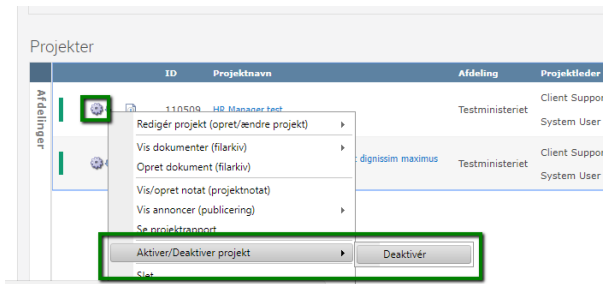 Projekter
ID Projektnavn Afdeling Projektleder
Afdelinger
110509 HR Manager test Testministeriet Client Suppor
System User
Redigér projekt (opret/ændre projekt)
Vis dokumenter (filarkiv)
Opret dokument (filarkiv)
dignissim maximus Testministeriet Client Suppor
System User
Vis/opret notat (projektnotat)
Vis annoncer (publicering)
Se projektrapport
Aktiver/Deaktiver projekt Deaktivér
Slet